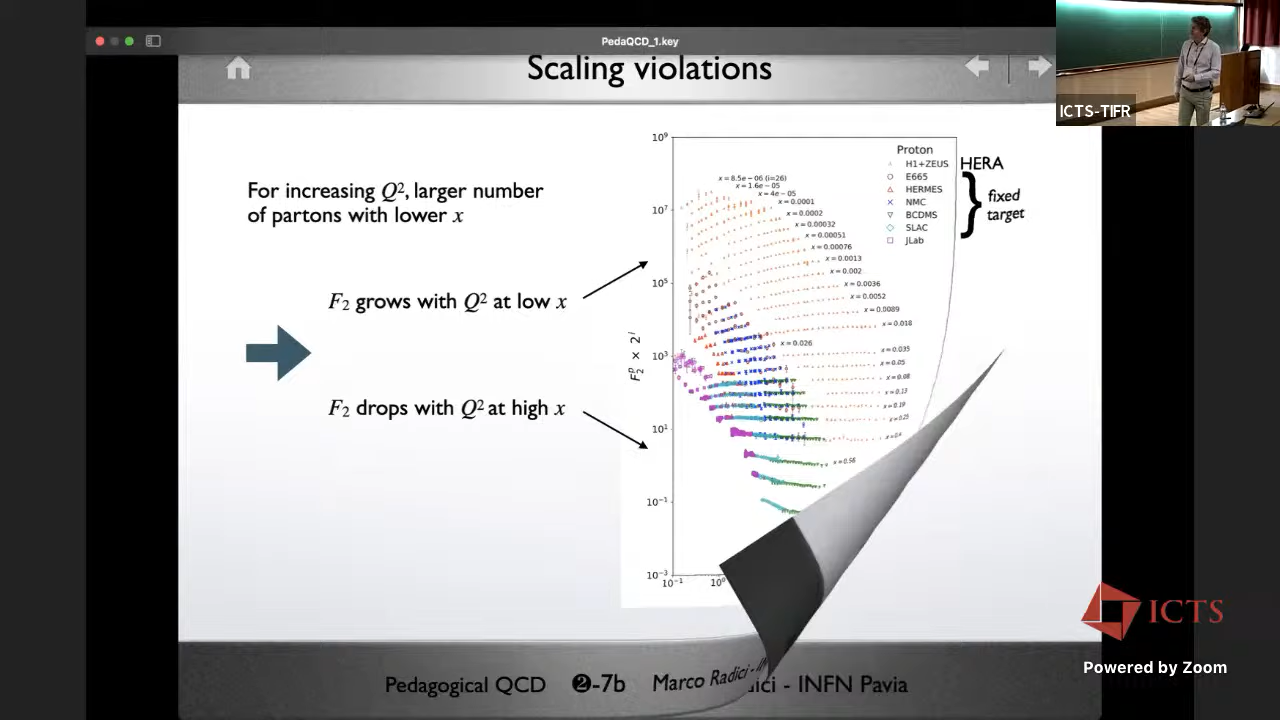 PedaQCD_1.key
Scaling violations
ICTS-TIFR
For increasing Q², larger number
of partons with lower x
F₂ grows with Q² at low x
F₂ drops with Q² at high x
Proton
H1+ZEUS
E665
HERMES
NMC
BCDMS
SLAC
JLab
HERA
fixed
target
10⁹
10⁷
10⁵
10³
10¹
10⁻¹
10⁻³
10⁻¹
10⁰
F₂ᵖ × 2ⁱ
x = 8.5e − 06 (i=26)
x = 1.6e − 05
x = 4e − 05
x = 0.0001
x = 0.0002
x = 0.00032
x = 0.00051
x = 0.00076
x = 0.0013
x = 0.002
x = 0.0036
x = 0.0052
x = 0.0089
x = 0.018
x = 0.026
x = 0.035
x = 0.05
x = 0.08
x = 0.13
x = 0.19
x = 0.25
x = 0.4
x = 0.56
ICTS
Powered by Zoom
Pedagogical QCD ❷-7b Marco Radici - INFN Pavia